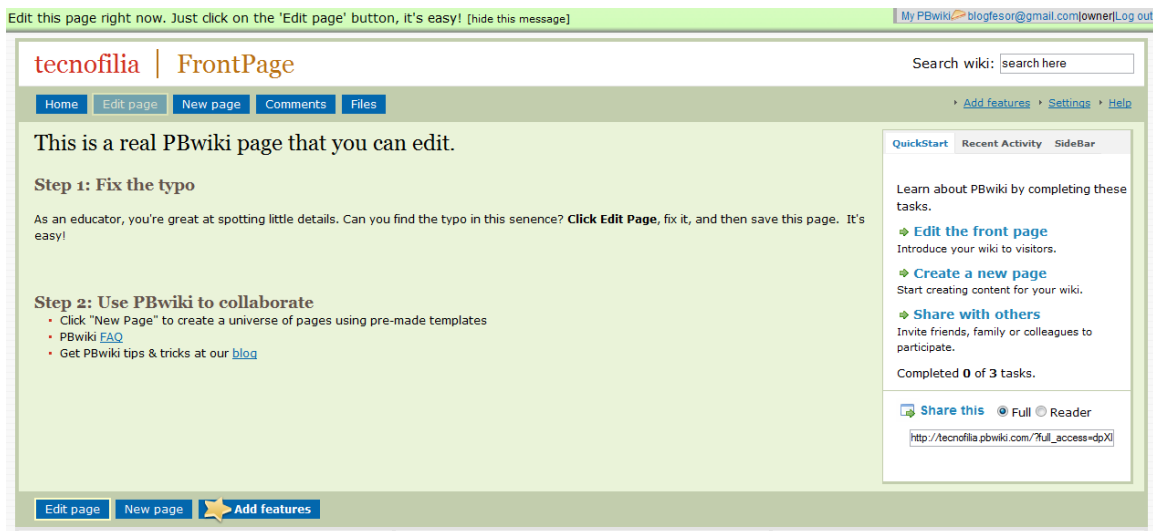 Edit this page right now. Just click on the 'Edit page' button, it's easy! [hide this message]
My PBwiki blogfesor@gmail.com|owner|Log out
tecnofilia | FrontPage
Search wiki: search here
Home Edit page New page Comments Files
Add features Settings Help
This is a real PBwiki page that you can edit.
Step 1: Fix the typo
As an educator, you're great at spotting little details. Can you find the typo in this senence? Click Edit Page, fix it, and then save this page. It's
easy!
Step 2: Use PBwiki to collaborate
Click "New Page" to create a universe of pages using pre-made templates
PBwiki FAQ
Get PBwiki tips & tricks at our blog
QuickStart Recent Activity SideBar
Learn about PBwiki by completing these
tasks.
Edit the front page
Introduce your wiki to visitors.
Create a new page
Start creating content for your wiki.
Share with others
Invite friends, family or colleagues to
participate.
Completed 0 of 3 tasks.
Share this Full Reader
http://tecnofilia.pbwiki.com/?full_access=dpXl
Edit page New page Add features